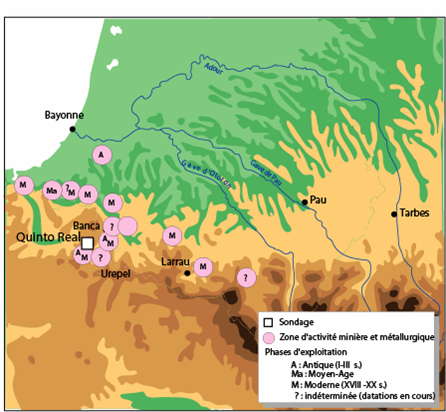 Adour
Bayonne
A
Gave d'Oloron
Gave de Pau
M
Ma
?
M
M
M
Pau
Tarbes
Banca
?
Quinto Real
A
M
M
A
M
?
Urepel
Larrau
M
?
Sondage
Zone d'activité minière et métallurgique
Phases d'exploitation
A : Antique (I-III s.)
Ma : Moyen-Age
M : Moderne (XVIII -XX s.)
? : indéterminée (datations en cours)